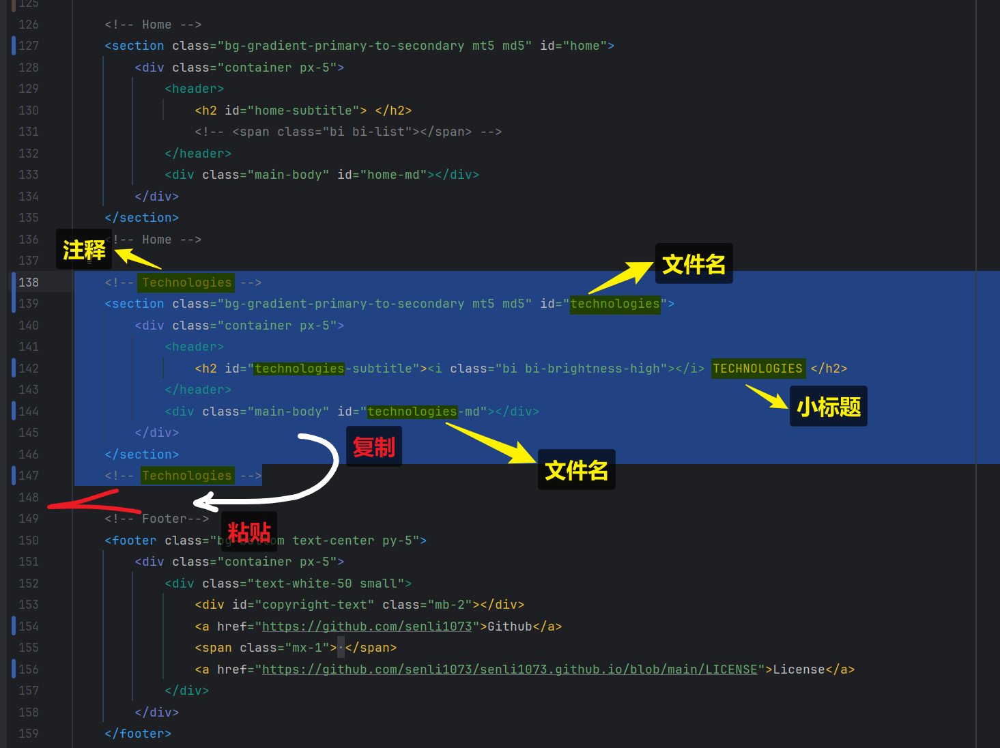 125
126 <!-- Home -->
127 <section class="bg-gradient-primary-to-secondary mt5 md5" id="home">
128 <div class="container px-5">
129 <header>
130 <h2 id="home-subtitle"> </h2>
131 <!-- <span class="bi bi-list"></span> -->
132 </header>
133 <div class="main-body" id="home-md"></div>
134 </div>
135 </section>
136 <!-- Home -->
注释
文件名
137
138 <!-- Technologies -->
139 <section class="bg-gradient-primary-to-secondary mt5 md5" id="technologies">
140 <div class="container px-5">
141 <header>
142 <h2 id="technologies-subtitle"><i class="bi bi-brightness-high"></i> TECHNOLOGIES </h2>
143 </header>
小标题
144 <div class="main-body" id="technologies-md"></div>
145 </div>
复制
146 </section>
文件名
147 <!-- Technologies -->
148
149 <!-- Footer-->
粘贴
150 <footer class="bg-bottom text-center py-5">
151 <div class="container px-5">
152 <div class="text-white-50 small">
153 <div id="copyright-text" class="mb-2"></div>
154 <a href="https://github.com/senli1073">Github</a>
155 <span class="mx-1">·</span>
156 <a href="https://github.com/senli1073/senli1073.github.io/blob/main/LICENSE">License</a>
157 </div>
158 </div>
159 </footer>